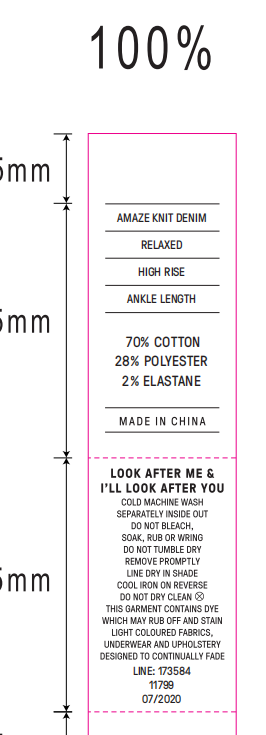 100%
5mm
AMAZE KNIT DENIM
RELAXED
HIGH RISE
ANKLE LENGTH
5mm
70% COTTON
28% POLYESTER
2% ELASTANE
MADE IN CHINA
LOOK AFTER ME &
I'LL LOOK AFTER YOU
COLD MACHINE WASH
SEPARATELY INSIDE OUT
DO NOT BLEACH,
SOAK, RUB OR WRING
DO NOT TUMBLE DRY
REMOVE PROMPTLY
LINE DRY IN SHADE
5mm
COOL IRON ON REVERSE
DO NOT DRY CLEAN ⊗
THIS GARMENT CONTAINS DYE
WHICH MAY RUB OFF AND STAIN
LIGHT COLOURED FABRICS,
UNDERWEAR AND UPHOLSTERY
DESIGNED TO CONTINUALLY FADE
LINE: 173584
11799
07/2020